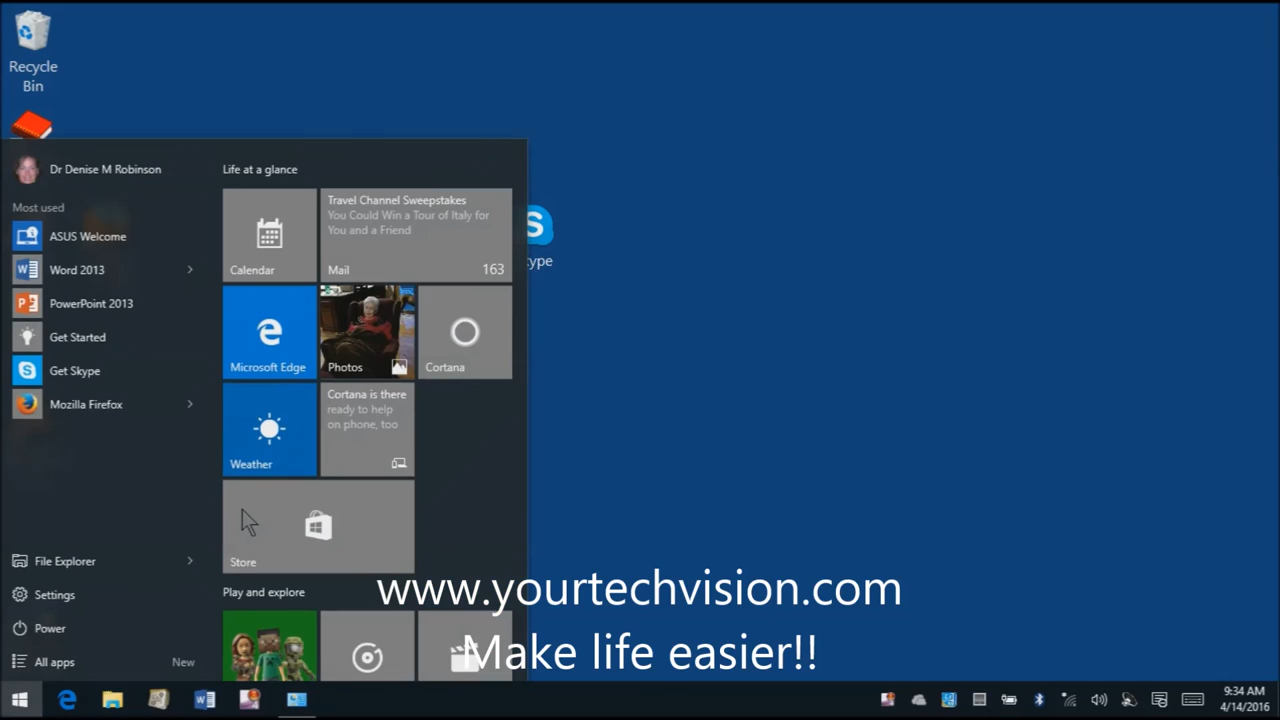 Recycle
Bin
Dr Denise M Robinson
Most used
ASUS Welcome
Word 2013
PowerPoint 2013
Get Started
Get Skype
Mozilla Firefox
File Explorer
Settings
Power
All apps
New
Life at a glance
Calendar
Travel Channel Sweepstakes
You Could Win a Tour of Italy for
You and a Friend
Mail
163
Microsoft Edge
Photos
Cortana
Weather
Cortana is there
ready to help
on phone, too
Store
Play and explore
ype
www.yourtechvision.com
Make life easier!!
9:34 AM
4/14/2016